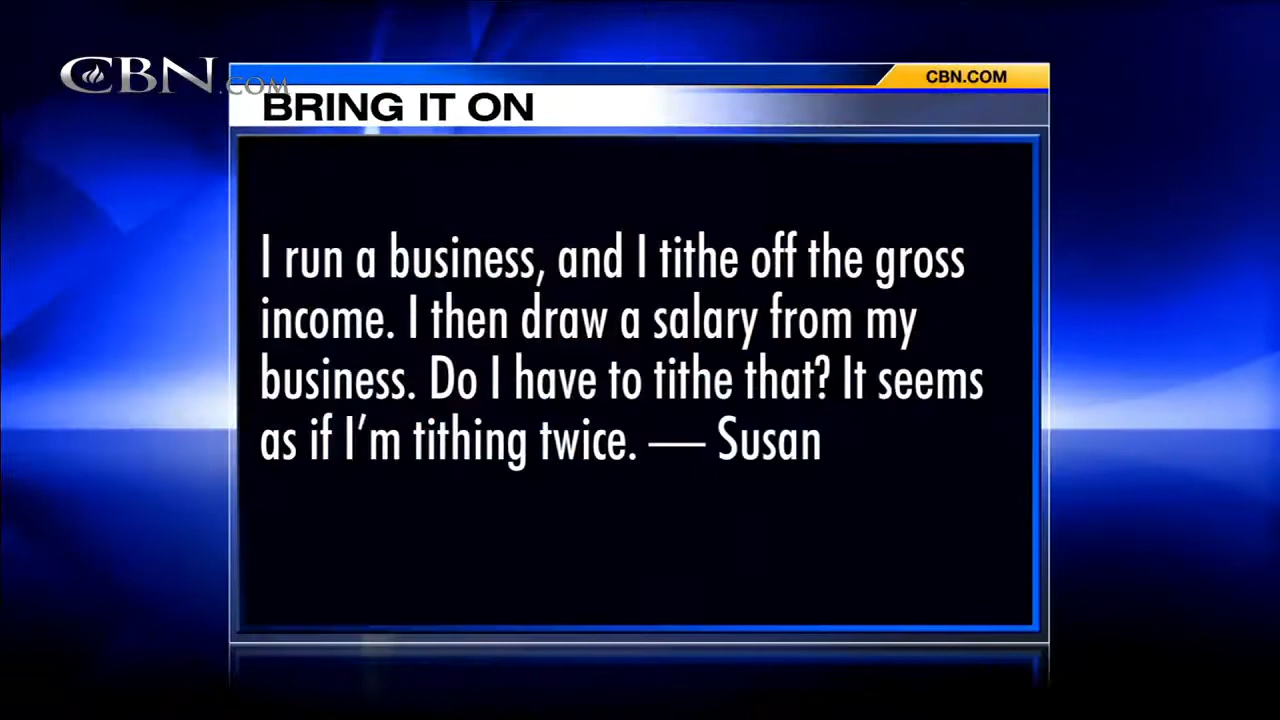 CBN.COM
CBN.COM
BRING IT ON
I run a business, and I tithe off the gross
income. I then draw a salary from my
business. Do I have to tithe that? It seems
as if I’m tithing twice. — Susan